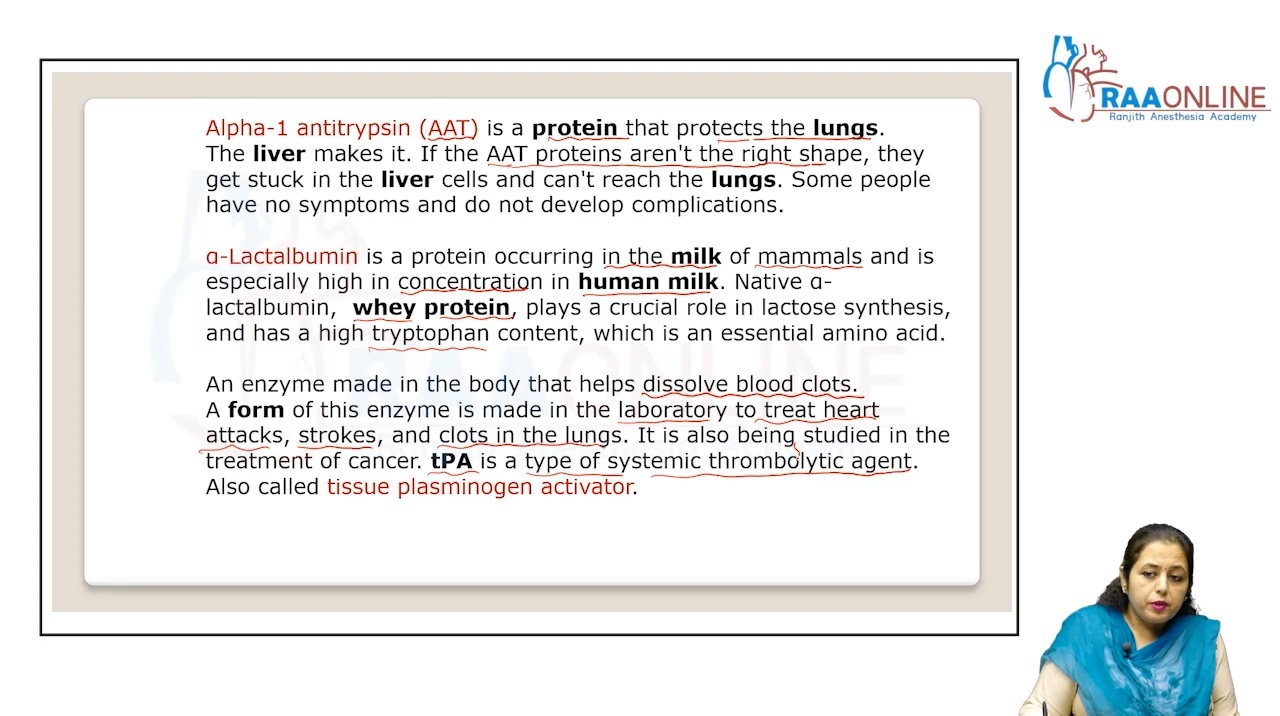 Alpha-1 antitrypsin (AAT) is a protein that protects the lungs.
The liver makes it. If the AAT proteins aren't the right shape, they
get stuck in the liver cells and can't reach the lungs. Some people
have no symptoms and do not develop complications.
α-Lactalbumin is a protein occurring in the milk of mammals and is
especially high in concentration in human milk. Native α-
lactalbumin, whey protein, plays a crucial role in lactose synthesis,
and has a high tryptophan content, which is an essential amino acid.
An enzyme made in the body that helps dissolve blood clots.
A form of this enzyme is made in the laboratory to treat heart
attacks, strokes, and clots in the lungs. It is also being studied in the
treatment of cancer. tPA is a type of systemic thrombolytic agent.
Also called tissue plasminogen activator.
RAAONLINE
Ranjith Anesthesia Academy
RAAONLINE